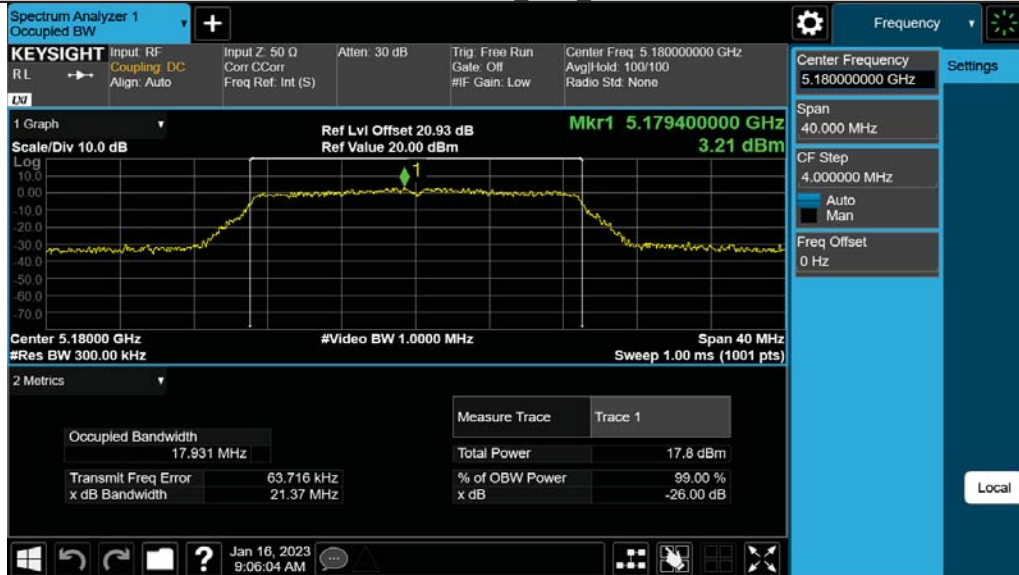 Spectrum Analyzer 1
Occupied BW
Frequency
KEYSIGHT
RL
LXI
Input: RF
Coupling: DC
Align: Auto
Input Z: 50 Ω
Corr CCorr
Freq Ref: Int (S)
Atten: 30 dB
Trig: Free Run
Gate: Off
#IF Gain: Low
Center Freq: 5.180000000 GHz
Avg|Hold: 100/100
Radio Std: None
Center Frequency
5.180000000 GHz
Settings
Span
40.000 MHz
CF Step
4.000000 MHz
Auto
Man
Freq Offset
0 Hz
Local
1 Graph
Scale/Div 10.0 dB
Ref Lvl Offset 20.93 dB
Ref Value 20.00 dBm
Mkr1 5.179400000 GHz
3.21 dBm
Log
10.0
0.00
-10.0
-20.0
-30.0
-40.0
-50.0
-60.0
-70.0
1
Center 5.18000 GHz
#Video BW 1.0000 MHz
Span 40 MHz
#Res BW 300.00 kHz
Sweep 1.00 ms (1001 pts)
2 Metrics
Measure Trace
Trace 1
Occupied Bandwidth
17.931 MHz
Total Power
17.8 dBm
Transmit Freq Error
63.716 kHz
% of OBW Power
99.00 %
x dB Bandwidth
21.37 MHz
x dB
-26.00 dB
?
Jan 16, 2023
9:06:04 AM